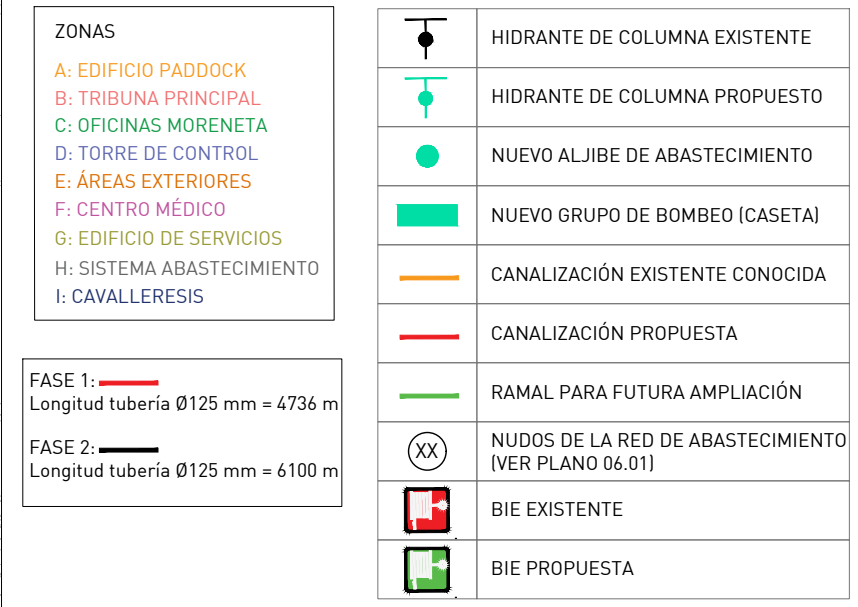 ZONAS
A: EDIFICIO PADDOCK
B: TRIBUNA PRINCIPAL
C: OFICINAS MORENETA
D: TORRE DE CONTROL
E: ÁREAS EXTERIORES
F: CENTRO MÉDICO
G: EDIFICIO DE SERVICIOS
H: SISTEMA ABASTECIMIENTO
I: CAVALLERESIS
FASE 1:
Longitud tubería Ø125 mm = 4736 m
FASE 2:
Longitud tubería Ø125 mm = 6100 m
HIDRANTE DE COLUMNA EXISTENTE
HIDRANTE DE COLUMNA PROPUESTO
NUEVO ALJIBE DE ABASTECIMIENTO
NUEVO GRUPO DE BOMBEO (CASETA)
CANALIZACIÓN EXISTENTE CONOCIDA
CANALIZACIÓN PROPUESTA
RAMAL PARA FUTURA AMPLIACIÓN
XX
NUDOS DE LA RED DE ABASTECIMIENTO
(VER PLANO 06.01)
BIE EXISTENTE
BIE PROPUESTA